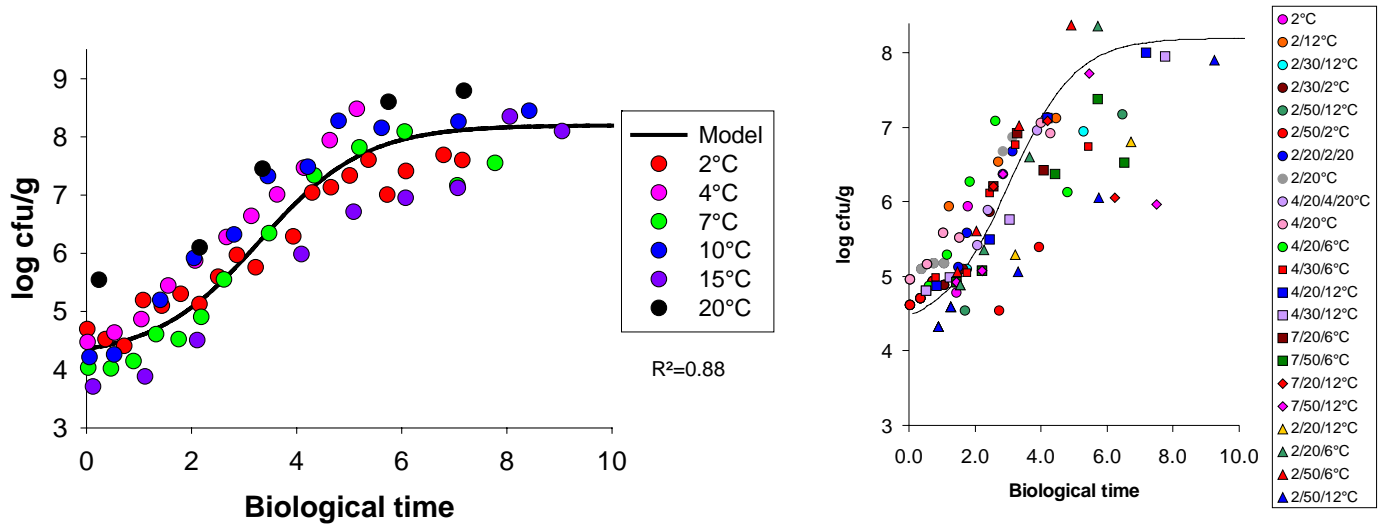 9
8
7
6
5
4
3
log cfu/g
0
2
4
6
8
10
Biological time
Model
2°C
4°C
7°C
10°C
15°C
20°C
R²=0.88
8
7
6
5
4
3
log cfu/g
0.0
2.0
4.0
6.0
8.0
10.0
Biological time
2°C
2/12°C
2/30/12°C
2/30/2°C
2/50/12°C
2/50/2°C
2/20/2/20
2/20°C
4/20/4/20°C
4/20°C
4/20/6°C
4/30/6°C
4/20/12°C
4/30/12°C
7/20/6°C
7/50/6°C
7/20/12°C
7/50/12°C
2/20/12°C
2/20/6°C
2/50/6°C
2/50/12°C